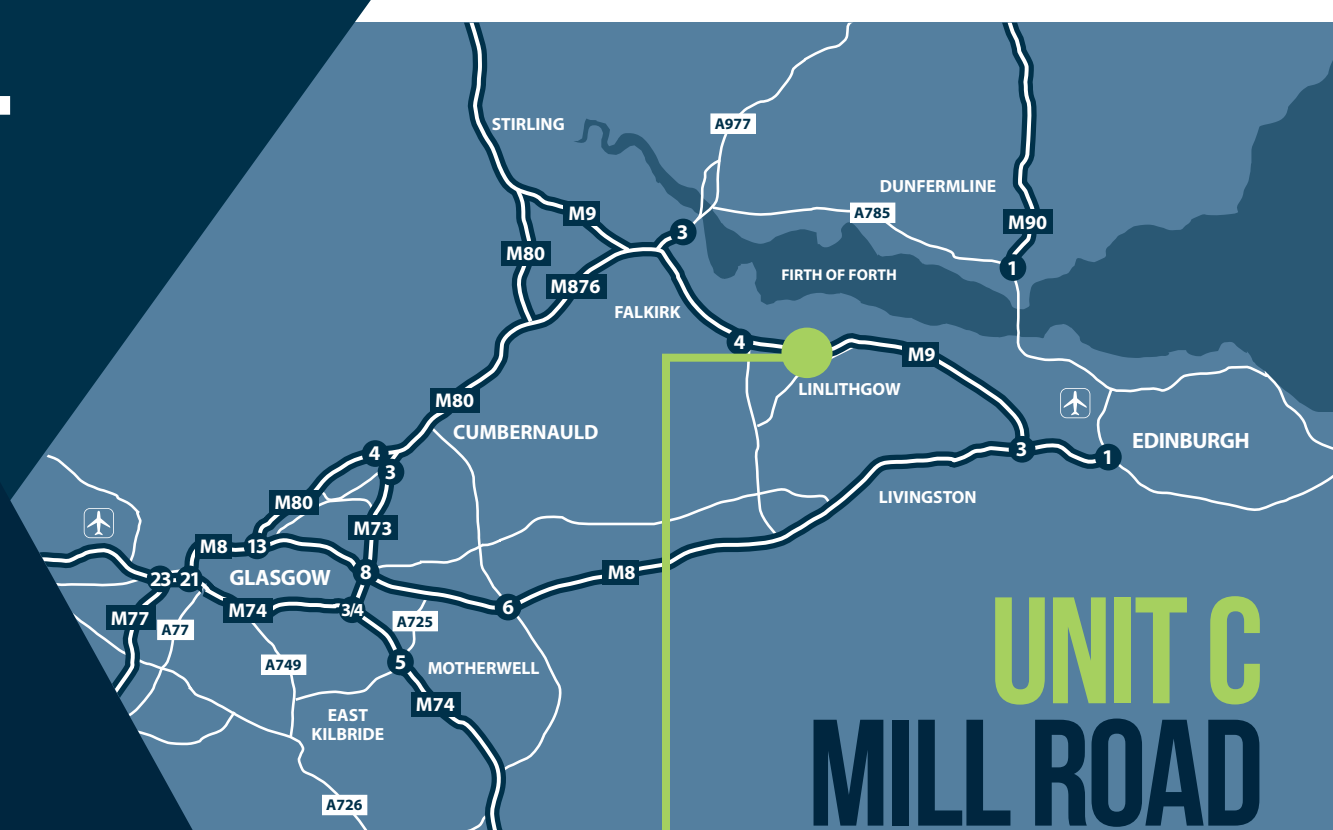 STIRLING
A977
DUNFERMLINE
A785
M9
M90
3
M80
1
FIRTH OF FORTH
M876
FALKIRK
4
M9
LINLITHGOW
M80
CUMBERNAULD
EDINBURGH
3
1
4
3
LIVINGSTON
M80
M73
M8
13
GLASGOW
8
M8
23
21
M74
3/4
6
M77
A77
A725
A749
5
MOTHERWELL
M74
EAST
KILBRIDE
A726
UNIT C
MILL ROAD